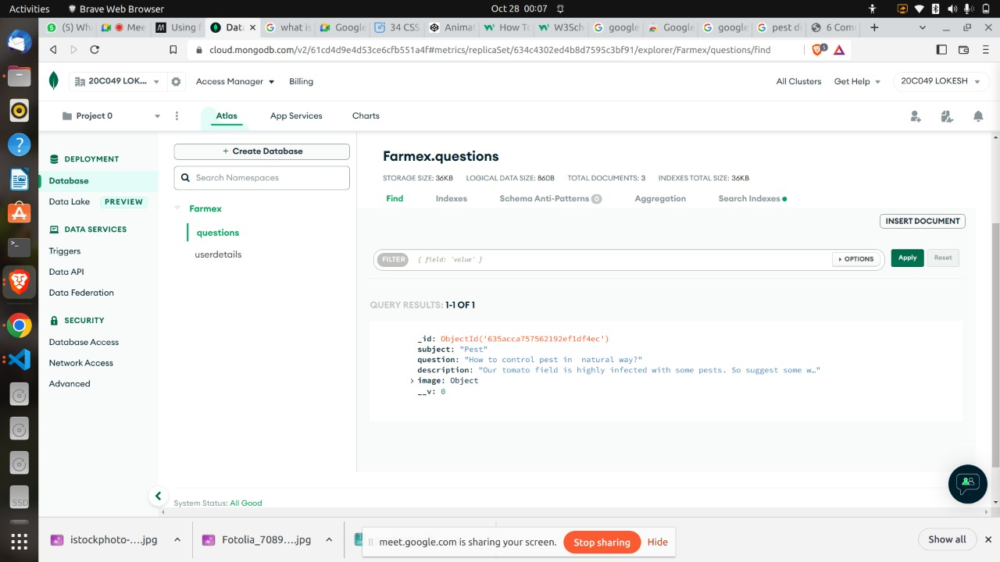 Activities Brave Web Browser Oct 28 00:07
(5) Wha Mee Using F Data what is Google 34 CSS Animat How To W3Sch google Google google pest di 6 Comr
cloud.mongodb.com/v2/61cd4d9e4d53ce6cfb551a4f#metrics/replicaSet/634c4302ed4b8d7595c3bf91/explorer/Farmex/questions/find 5
20C049 LOK... Access Manager Billing All Clusters Get Help 20C049 LOKESH
Project 0 Atlas App Services Charts
DEPLOYMENT
Database
Data Lake PREVIEW
DATA SERVICES
Triggers
Data API
Data Federation
SECURITY
Database Access
Network Access
Advanced
+ Create Database
Search Namespaces
Farmex
questions
userdetails
Farmex.questions
STORAGE SIZE: 36KB LOGICAL DATA SIZE: 860B TOTAL DOCUMENTS: 3 INDEXES TOTAL SIZE: 36KB
Find Indexes Schema Anti-Patterns 0 Aggregation Search Indexes
INSERT DOCUMENT
FILTER { field: 'value' } OPTIONS Apply Reset
QUERY RESULTS: 1-1 OF 1
_id: ObjectId('635acca757562192ef1df4ec')
subject: "Pest"
question: "How to control pest in  natural way?"
description: "Our tomato field is highly infected with some pests. So suggest some w…"
image: Object
__v: 0
System Status: All Good
SSD
istockphoto-....jpg Fotolia_7089....jpg meet.google.com is sharing your screen. Stop sharing Hide Show all